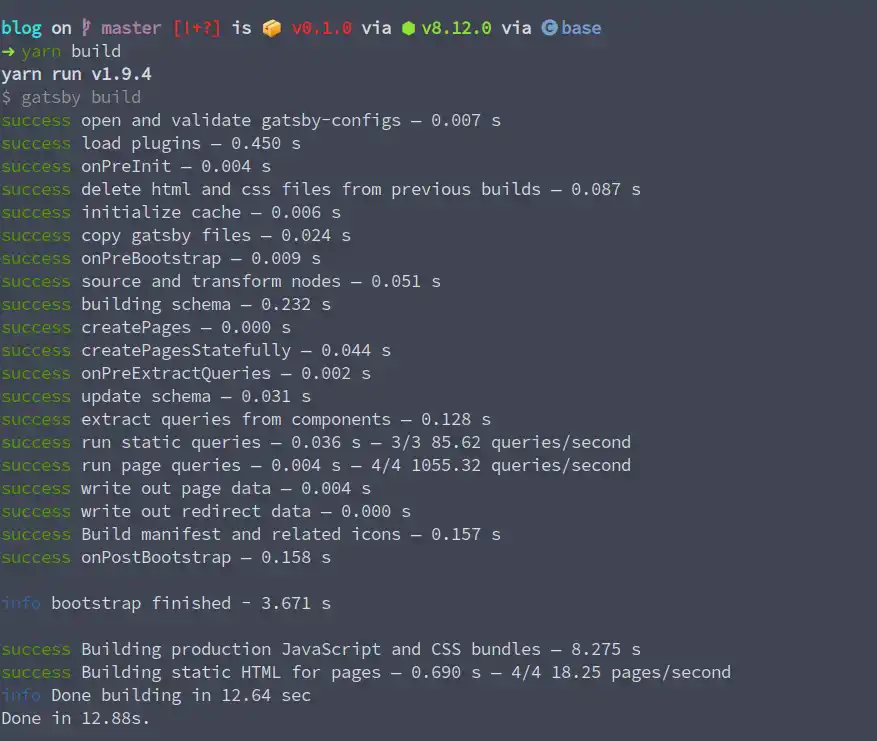 blog on master [!+?] is 📦 v0.1.0 via ⬢ v8.12.0 via C base
➜ yarn build
yarn run v1.9.4
$ gatsby build
success open and validate gatsby-configs — 0.007 s
success load plugins — 0.450 s
success onPreInit — 0.004 s
success delete html and css files from previous builds — 0.087 s
success initialize cache — 0.006 s
success copy gatsby files — 0.024 s
success onPreBootstrap — 0.009 s
success source and transform nodes — 0.051 s
success building schema — 0.232 s
success createPages — 0.000 s
success createPagesStatefully — 0.044 s
success onPreExtractQueries — 0.002 s
success update schema — 0.031 s
success extract queries from components — 0.128 s
success run static queries — 0.036 s — 3/3 85.62 queries/second
success run page queries — 0.004 s — 4/4 1055.32 queries/second
success write out page data — 0.004 s
success write out redirect data — 0.000 s
success Build manifest and related icons — 0.157 s
success onPostBootstrap — 0.158 s
info bootstrap finished - 3.671 s
success Building production JavaScript and CSS bundles — 8.275 s
success Building static HTML for pages — 0.690 s — 4/4 18.25 pages/second
info Done building in 12.64 sec
Done in 12.88s.